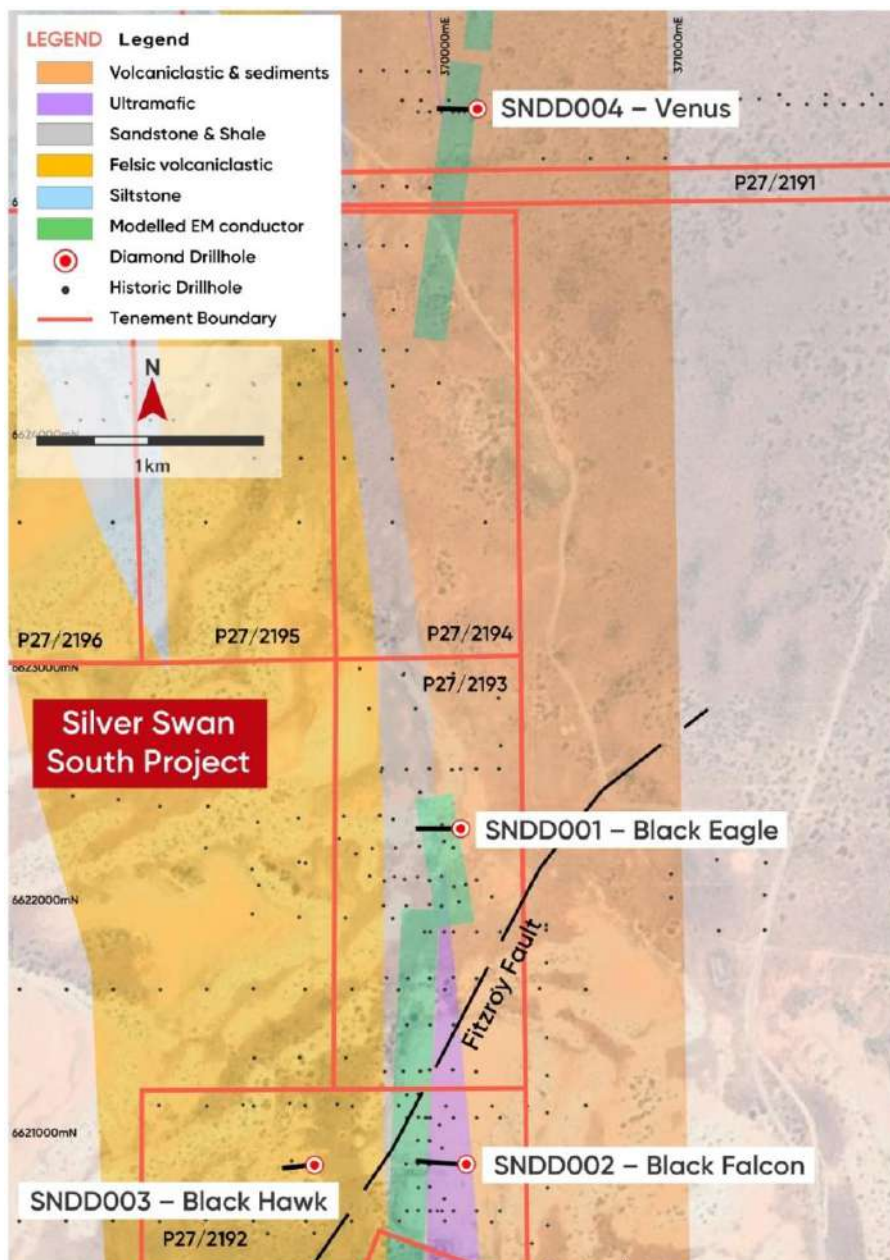 LEGEND Legend
Volcaniclastic & sediments
Ultramafic
Sandstone & Shale
Felsic volcaniclastic
Siltstone
Modelled EM conductor
Diamond Drillhole
Historic Drillhole
Tenement Boundary
370000mE
371000mE
SNDD004 – Venus
P27/2191
N
1km
6624000mN
P27/2196
P27/2195
P27/2194
6623000mN
P27/2193
Silver Swan
South Project
SNDD001 – Black Eagle
6622000mN
Fitzroy Fault
6621000mN
SNDD002 – Black Falcon
SNDD003 – Black Hawk
P27/2192